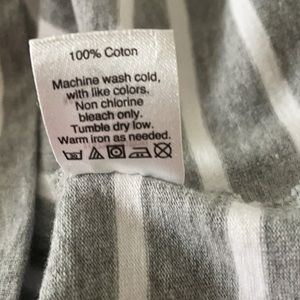 100% Coton
Machine wash cold,
with like colors.
Non chlorine
bleach only.
Tumble dry low.
Warm iron as needed.